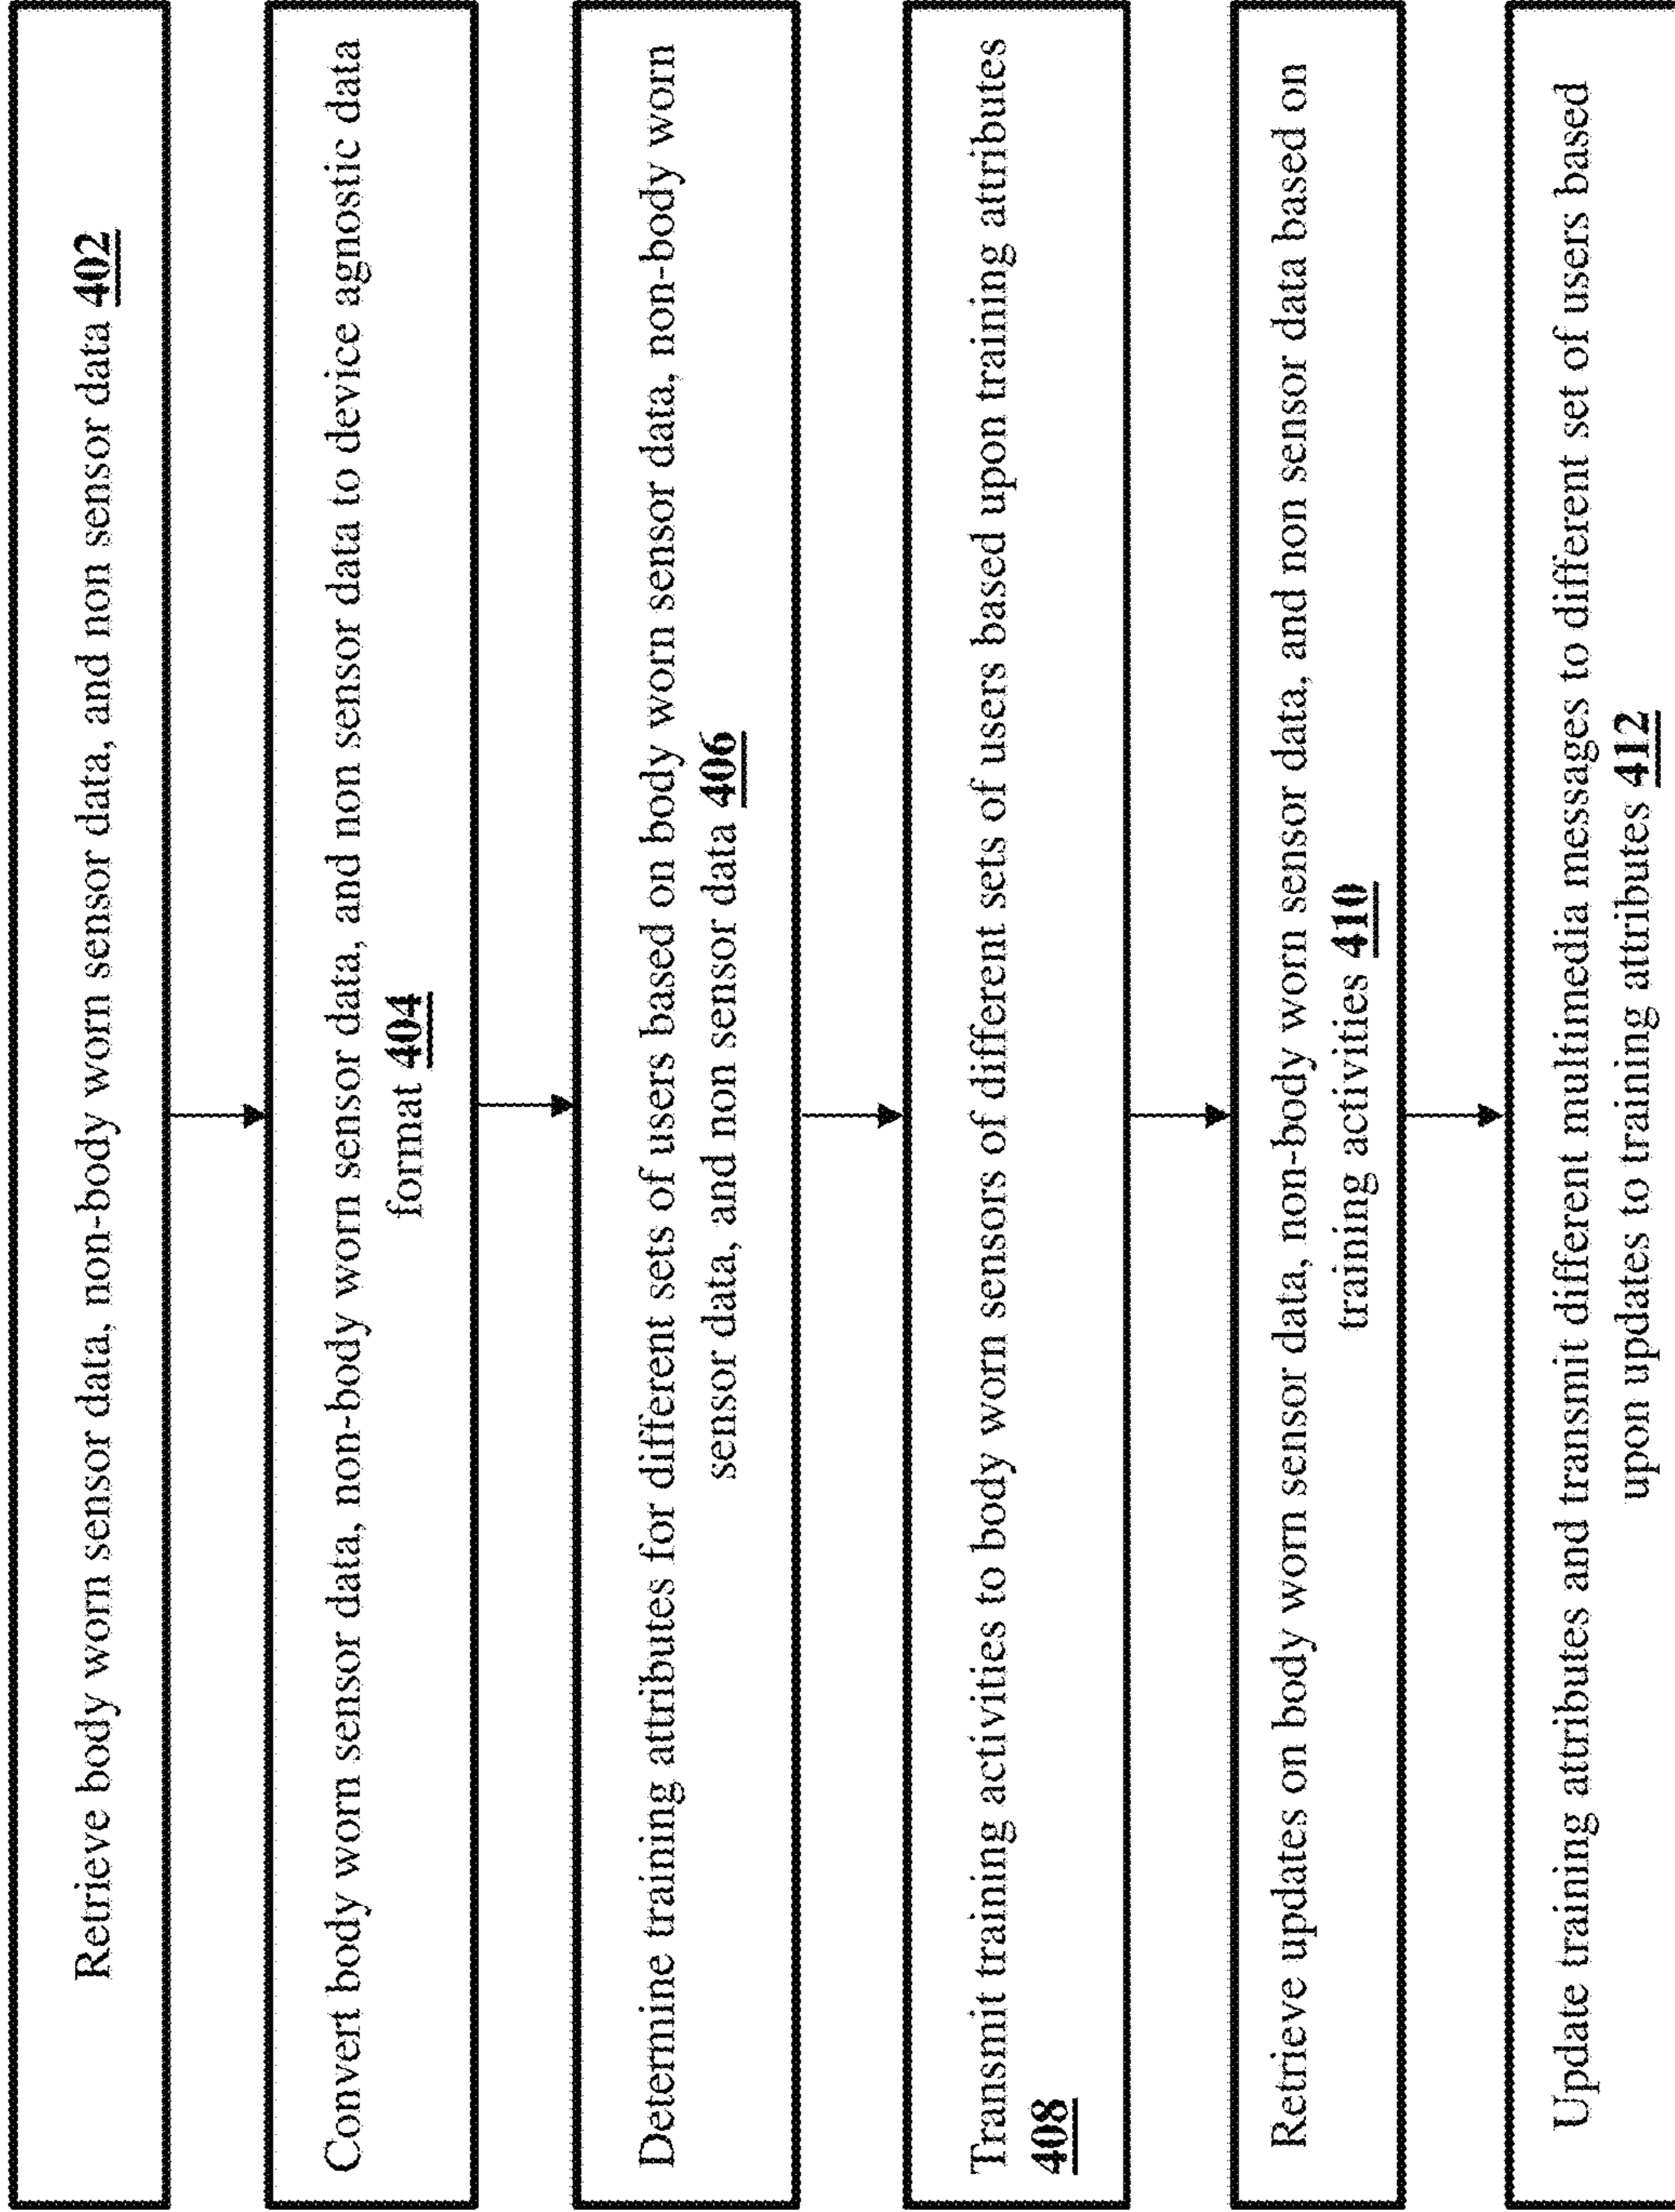 Retrieve body worn sensor data, non-body worn sensor data, and non sensor data 402
Convert body worn sensor data, non-body worn sensor data, and non sensor data to device agnostic data
format 404
Determine training attributes for different sets of users based on body worn sensor data, non-body worn
sensor data, and non sensor data 406
Transmit training activities to body worn sensors of different sets of users based upon training attributes
408
Retrieve updates on body worn sensor data, non-body worn sensor data, and non sensor data based on
training activities 410
Update training attributes and transmit different multimedia messages to different set of users based
upon updates to training attributes 412